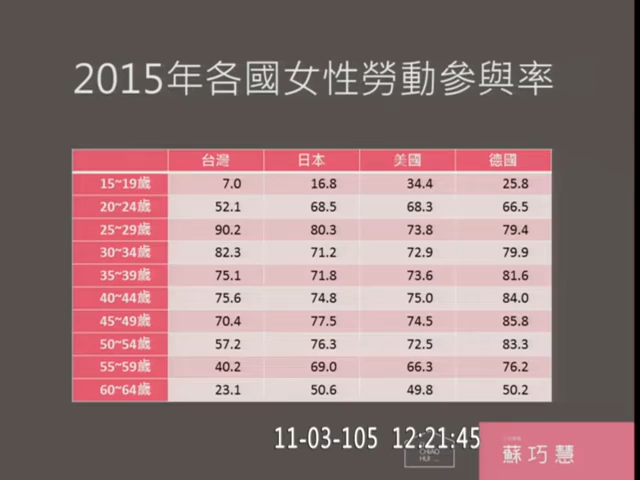 2015年各國女性勞動參與率
台灣 日本 美國 德國
15~19歲 7.0 16.8 34.4 25.8
20~24歲 52.1 68.5 68.3 66.5
25~29歲 90.2 80.3 73.8 79.4
30~34歲 82.3 71.2 72.9 79.9
35~39歲 75.1 71.8 73.6 81.6
40~44歲 75.6 74.8 75.0 84.0
45~49歲 70.4 77.5 74.5 85.8
50~54歲 57.2 76.3 72.5 83.3
55~59歲 40.2 69.0 66.3 76.2
60~64歲 23.1 50.6 49.8 50.2
11-03-105 12:21:45
CHIAO
HUI
蘇巧慧